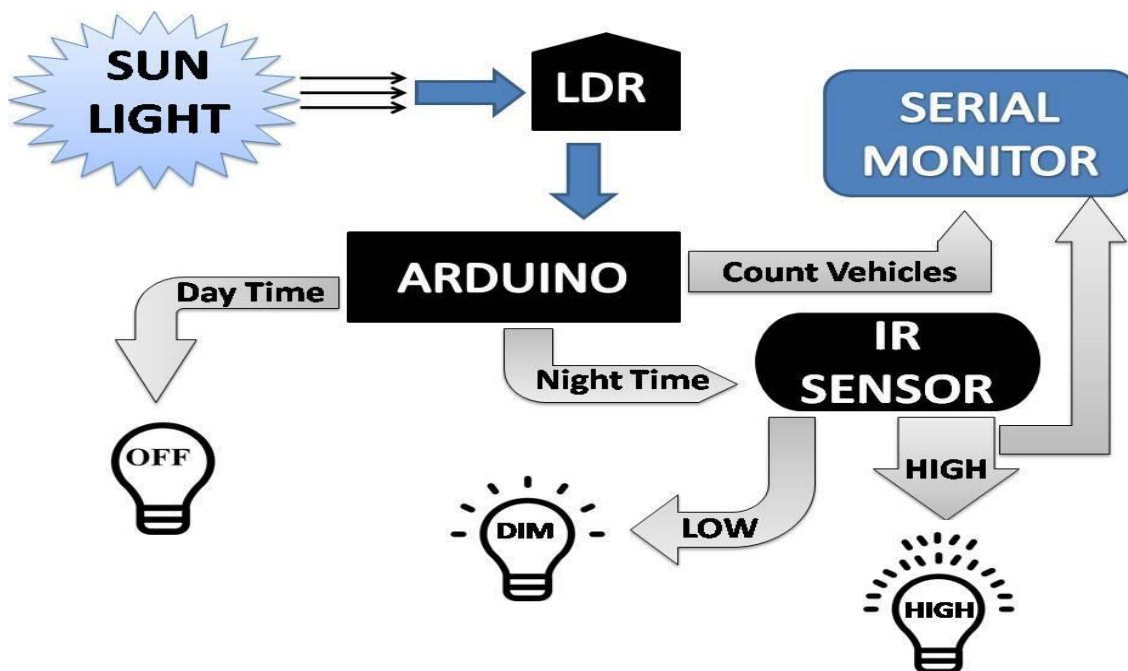 SUN
LIGHT
LDR
SERIAL
MONITOR
ARDUINO
Count Vehicles
Day Time
IR
SENSOR
Night Time
OFF
HIGH
LOW
DIM
HIGH